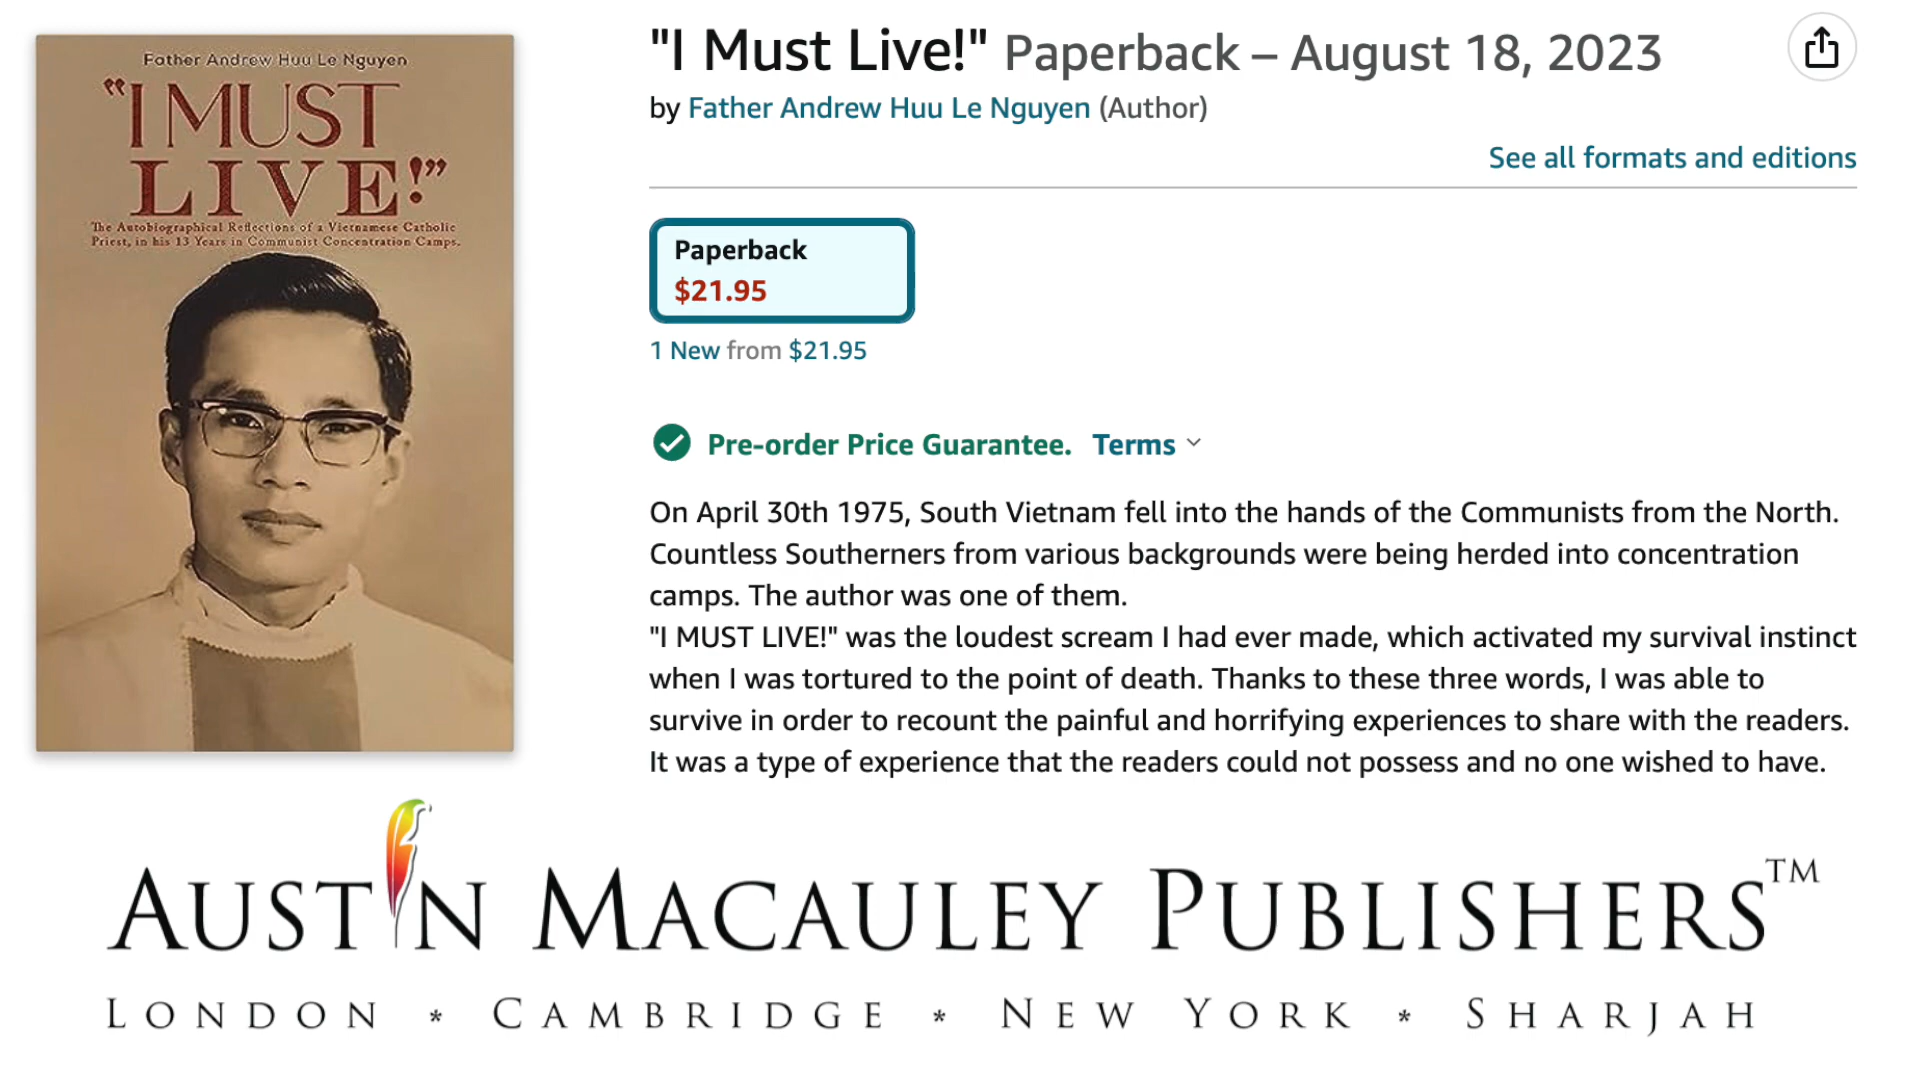 Father Andrew Huu Le Nguyen
"I MUST
LIVE!"
The Autobiographical Reflections of a Vietnamese Catholic
Priest, in his 13 Years in Communist Concentration Camps.
"I Must Live!" Paperback – August 18, 2023
by Father Andrew Huu Le Nguyen (Author)
See all formats and editions
Paperback
$21.95
1 New from $21.95
Pre-order Price Guarantee. Terms
On April 30th 1975, South Vietnam fell into the hands of the Communists from the North.
Countless Southerners from various backgrounds were being herded into concentration
camps. The author was one of them.
"I MUST LIVE!" was the loudest scream I had ever made, which activated my survival instinct
when I was tortured to the point of death. Thanks to these three words, I was able to
survive in order to recount the painful and horrifying experiences to share with the readers.
It was a type of experience that the readers could not possess and no one wished to have.
AUSTIN MACAULEY PUBLISHERS™
LONDON * CAMBRIDGE * NEW YORK * SHARJAH